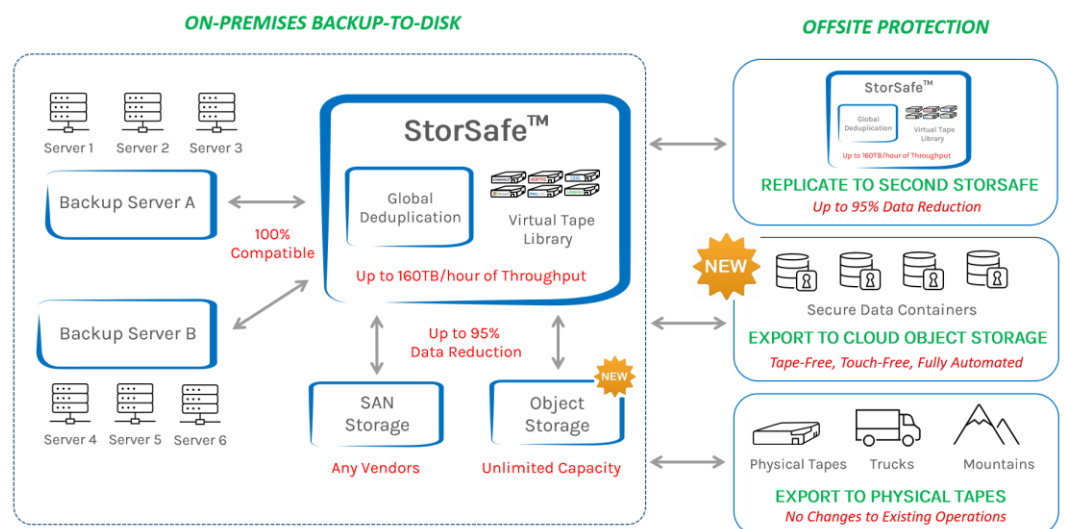 ON-PREMISES BACKUP-TO-DISK
Server 1
Server 2
Server 3
Backup Server A
100%
Compatible
Backup Server B
Server 4
Server 5
Server 6
StorSafe™
Global
Deduplication
Virtual Tape
Library
Up to 160TB/hour of Throughput
Up to 95%
Data Reduction
SAN
Storage
Any Vendors
NEW
Object
Storage
Unlimited Capacity
OFFSITE PROTECTION
StorSafe™
Global
Deduplication
Virtual Tape
Library
Up to 160TB/hour of Throughput
REPLICATE TO SECOND STORSAFE
Up to 95% Data Reduction
NEW
Secure Data Containers
EXPORT TO CLOUD OBJECT STORAGE
Tape-Free, Touch-Free, Fully Automated
Physical Tapes
Trucks
Mountains
EXPORT TO PHYSICAL TAPES
No Changes to Existing Operations